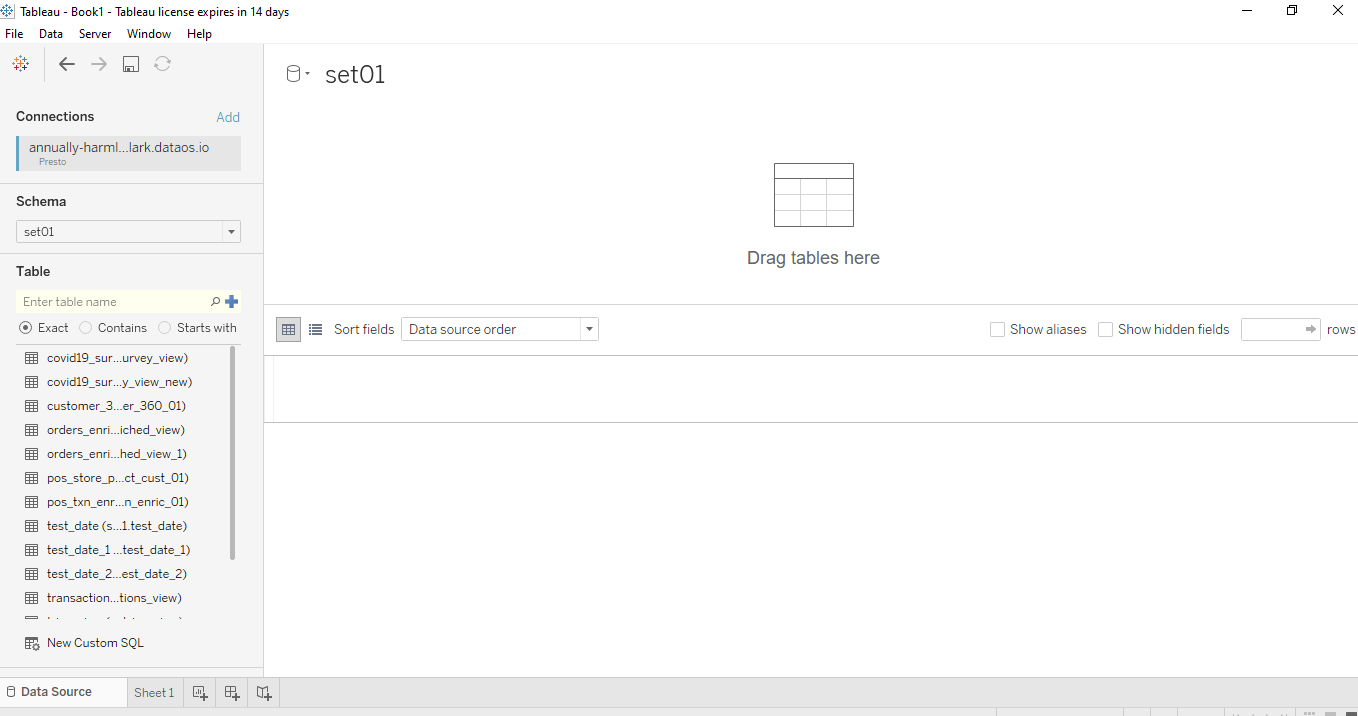 Tableau - Book1 - Tableau license expires in 14 days
File Data Server Window Help
set01
Connections Add
annually-harml...lark.dataos.io
Presto
Schema
set01
Drag tables here
Table
Enter table name
Exact Contains Starts with
Sort fields Data source order Show aliases Show hidden fields rows
covid19_sur...urvey_view)
covid19_sur...y_view_new)
customer_3...er_360_01)
orders_enri...iched_view)
orders_enri...hed_view_1)
pos_store_p...ct_cust_01)
pos_txn_enr...n_enric_01)
test_date (s...1.test_date)
test_date_1 ...test_date_1)
test_date_2...est_date_2)
transaction...tions_view)
New Custom SQL
Data Source Sheet 1